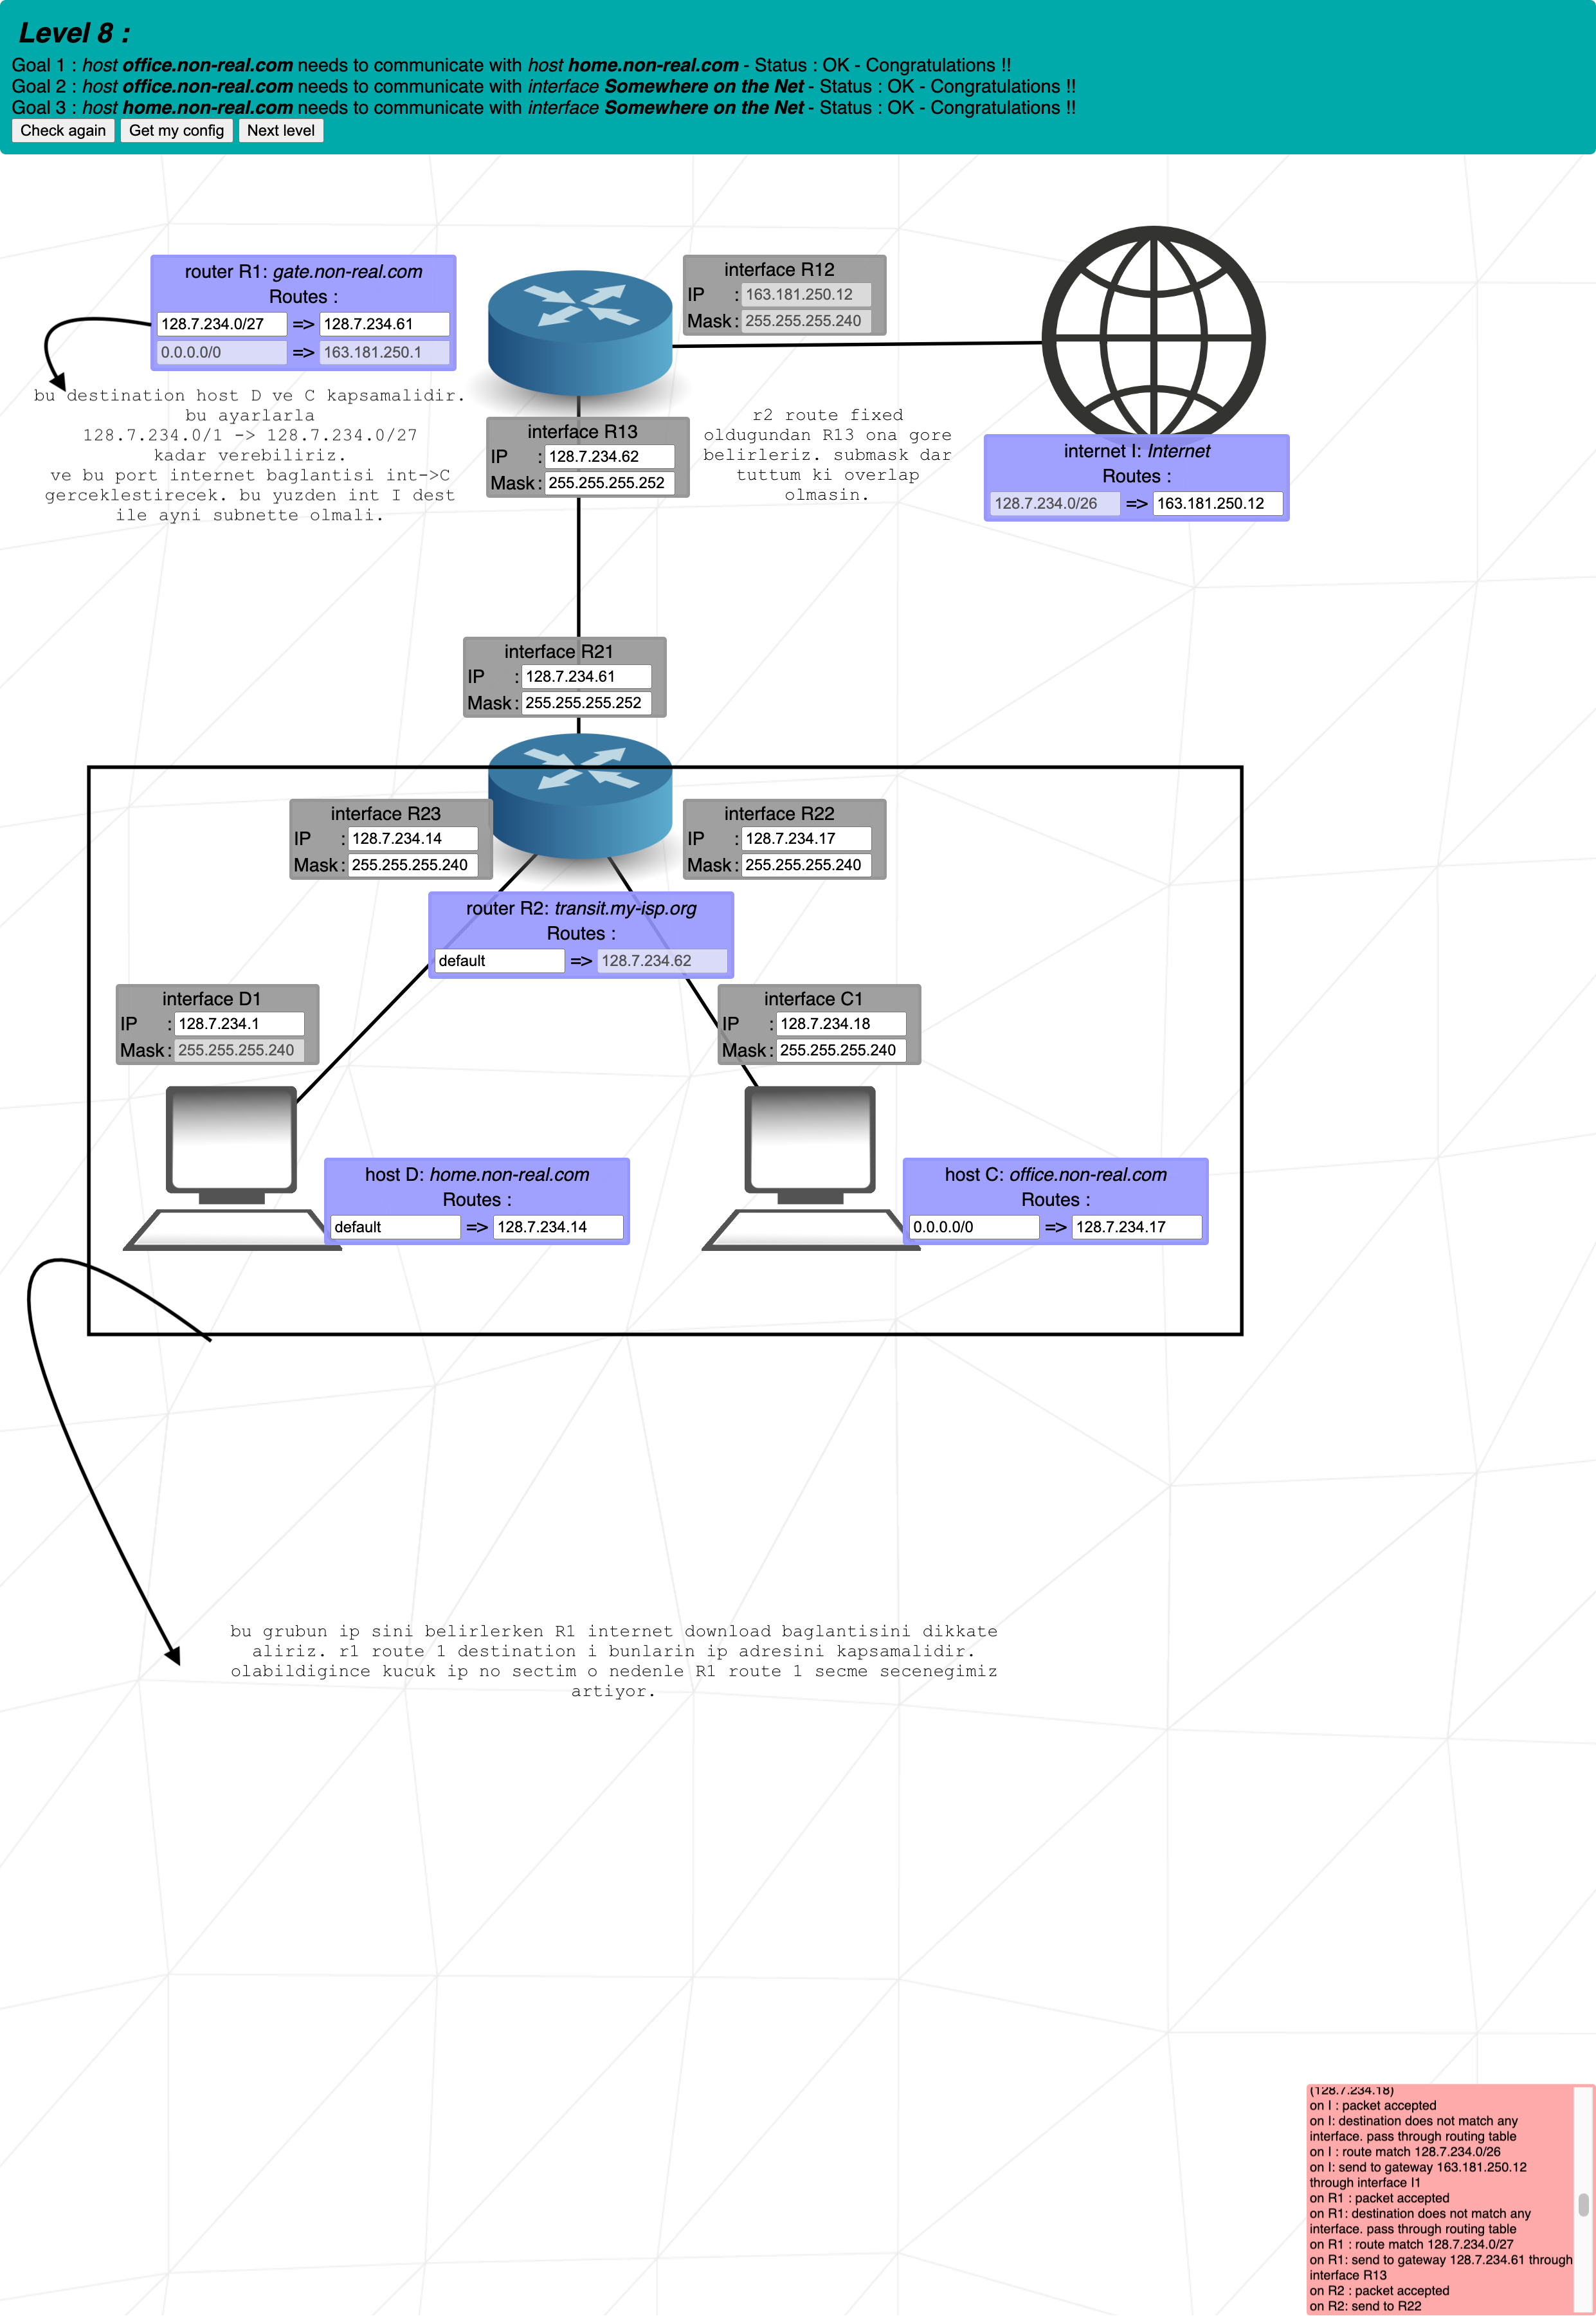 Level 8 :
Goal 1 : host office.non-real.com needs to communicate with host home.non-real.com - Status : OK - Congratulations !!
Goal 2 : host office.non-real.com needs to communicate with interface Somewhere on the Net - Status : OK - Congratulations !!
Goal 3 : host home.non-real.com needs to communicate with interface Somewhere on the Net - Status : OK - Congratulations !!
Check again Get my config Next level
router R1: gate.non-real.com
Routes :
128.7.234.0/27 => 128.7.234.61
0.0.0.0/0 => 163.181.250.1
interface R12
IP : 163.181.250.12
Mask : 255.255.255.240
bu destination host D ve C kapsamalidir.
bu ayarlarla
128.7.234.0/1 -> 128.7.234.0/27
kadar verebiliriz.
ve bu port internet baglantisi int->C
gerceklestirecek. bu yuzden int I dest
ile ayni subnette olmali.
interface R13
IP : 128.7.234.62
Mask : 255.255.255.252
r2 route fixed
oldugundan R13 ona gore
belirleriz. submask dar
tuttum ki overlap
olmasin.
internet I: Internet
Routes :
128.7.234.0/26 => 163.181.250.12
interface R21
IP : 128.7.234.61
Mask : 255.255.255.252
interface R23
IP : 128.7.234.14
Mask : 255.255.255.240
interface R22
IP : 128.7.234.17
Mask : 255.255.255.240
router R2: transit.my-isp.org
Routes :
default => 128.7.234.62
interface D1
IP : 128.7.234.1
Mask : 255.255.255.240
interface C1
IP : 128.7.234.18
Mask : 255.255.255.240
host D: home.non-real.com
Routes :
default => 128.7.234.14
host C: office.non-real.com
Routes :
0.0.0.0/0 => 128.7.234.17
bu grubun ip sini belirlerken R1 internet download baglantisini dikkate
aliriz. r1 route 1 destination i bunlarin ip adresini kapsamalidir.
olabildigince kucuk ip no sectim o nedenle R1 route 1 secme secenegimiz
artiyor.
(128.7.234.18)
on I : packet accepted
on I: destination does not match any
interface. pass through routing table
on I : route match 128.7.234.0/26
on I: send to gateway 163.181.250.12
through interface I1
on R1 : packet accepted
on R1: destination does not match any
interface. pass through routing table
on R1 : route match 128.7.234.0/27
on R1: send to gateway 128.7.234.61 through
interface R13
on R2 : packet accepted
on R2: send to R22